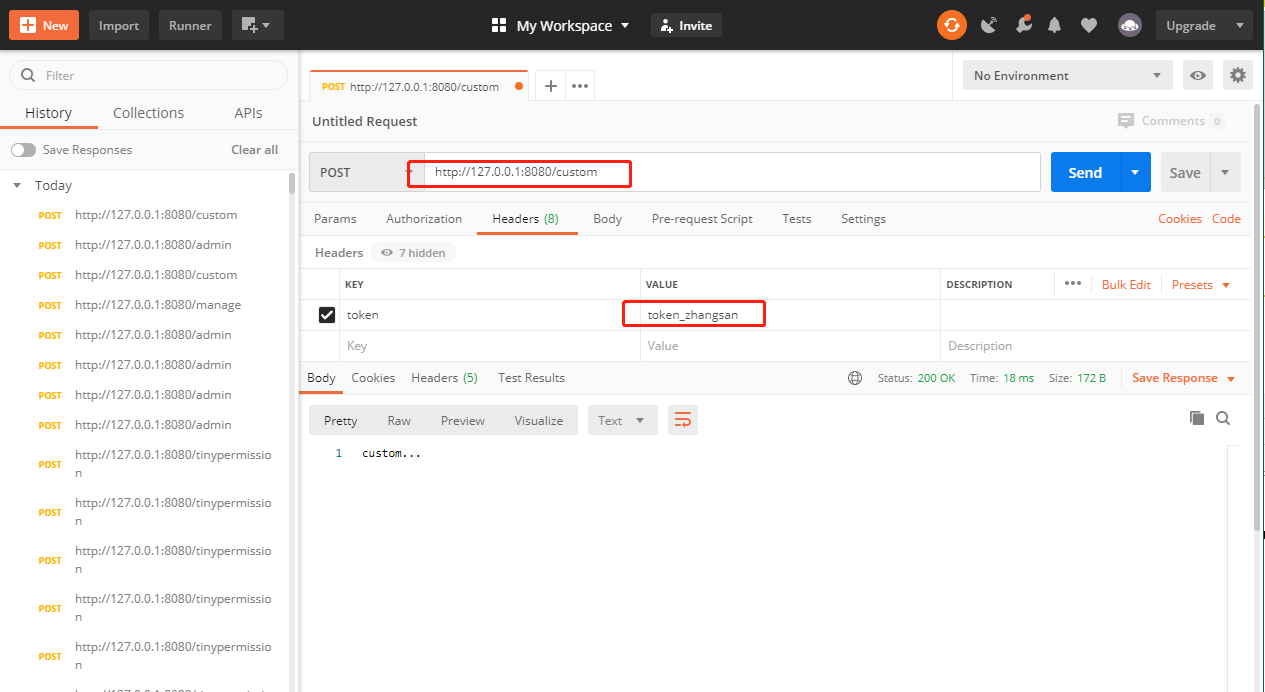 New
Import
Runner
My Workspace
Invite
Upgrade
Filter
History
Collections
APIs
Save Responses
Clear all
Today
POST http://127.0.0.1:8080/custom
POST http://127.0.0.1:8080/admin
POST http://127.0.0.1:8080/custom
POST http://127.0.0.1:8080/manage
POST http://127.0.0.1:8080/admin
POST http://127.0.0.1:8080/admin
POST http://127.0.0.1:8080/admin
POST http://127.0.0.1:8080/admin
POST http://127.0.0.1:8080/tinypermissio
n
POST http://127.0.0.1:8080/tinypermissio
n
POST http://127.0.0.1:8080/tinypermissio
n
POST http://127.0.0.1:8080/tinypermissio
n
POST http://127.0.0.1:8080/tinypermissio
n
POST http://127.0.0.1:8080/custom
No Environment
Untitled Request
Comments 0
POST
http://127.0.0.1:8080/custom
Send
Save
Params
Authorization
Headers (8)
Body
Pre-request Script
Tests
Settings
Cookies
Code
Headers
7 hidden
KEY
VALUE
DESCRIPTION
Bulk Edit
Presets
token
token_zhangsan
Key
Value
Description
Body
Cookies
Headers (5)
Test Results
Status: 200 OK
Time: 18 ms
Size: 172 B
Save Response
Pretty
Raw
Preview
Visualize
Text
1 custom...